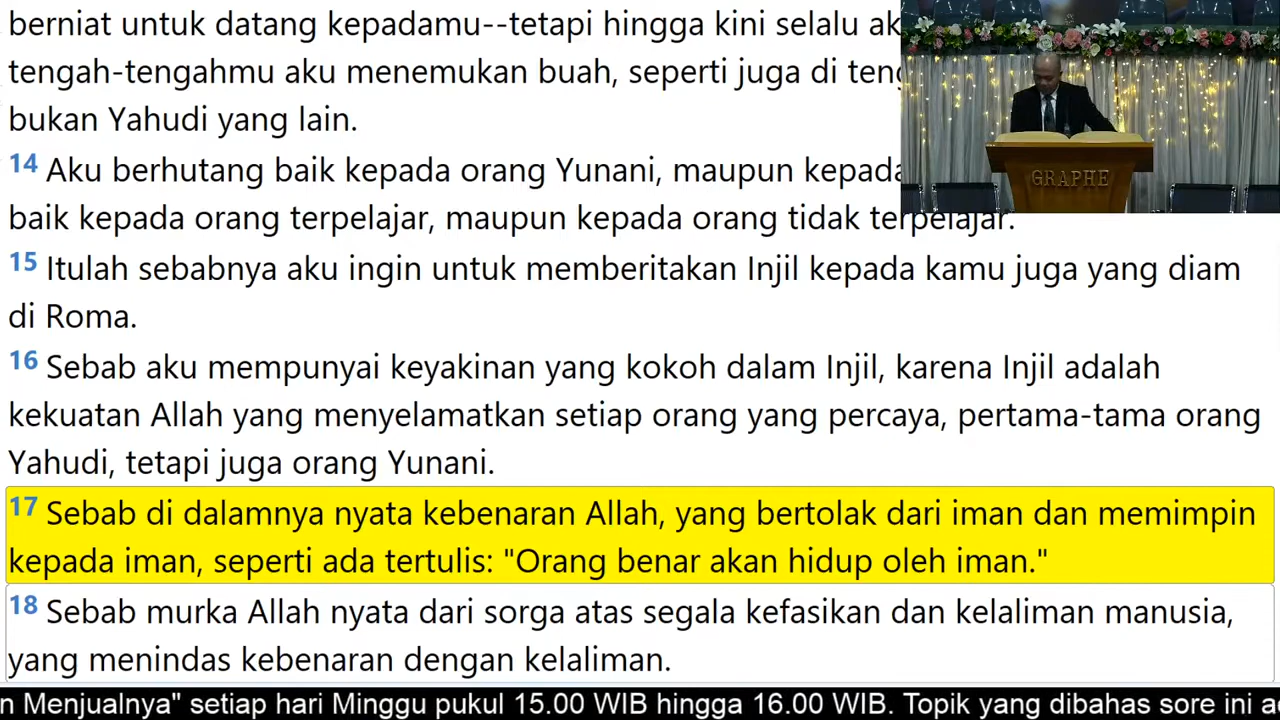 berniat untuk datang kepadamu--tetapi hingga kini selalu
tengah-tengahmu aku menemukan buah, seperti juga di
bukan Yahudi yang lain.
14 Aku berhutang baik kepada orang Yunani, maupun kepada
baik kepada orang terpelajar, maupun kepada orang tidak terpelajar.
15 Itulah sebabnya aku ingin untuk memberitakan Injil kepada kamu juga yang diam
di Roma.
16 Sebab aku mempunyai keyakinan yang kokoh dalam Injil, karena Injil adalah
kekuatan Allah yang menyelamatkan setiap orang yang percaya, pertama-tama orang
Yahudi, tetapi juga orang Yunani.
17 Sebab di dalamnya nyata kebenaran Allah, yang bertolak dari iman dan memimpin
kepada iman, seperti ada tertulis: "Orang benar akan hidup oleh iman."
18 Sebab murka Allah nyata dari sorga atas segala kefasikan dan kelaliman manusia,
yang menindas kebenaran dengan kelaliman.
GRAPHE
Menjualnya" setiap hari Minggu pukul 15.00 WIB hingga 16.00 WIB. Topik yang dibahas sore ini